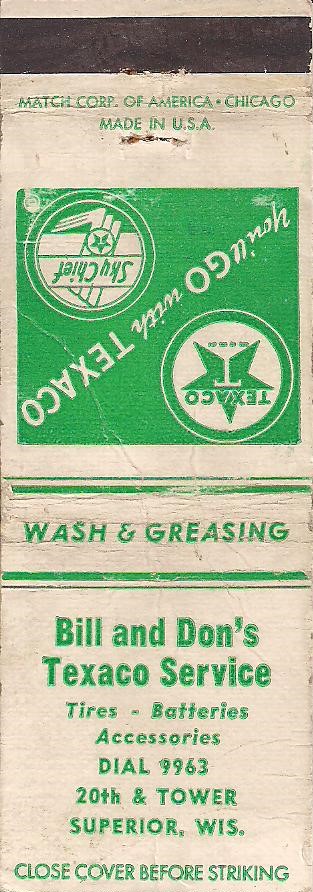 MATCH CORP. OF AMERICA • CHICAGO
MADE IN U.S.A.
you'll GO with TEXACO
Sky Chief
TEXACO
T
WASH & GREASING
Bill and Don's
Texaco Service
Tires - Batteries
Accessories
DIAL 9963
20th & TOWER
SUPERIOR, WIS.
CLOSE COVER BEFORE STRIKING